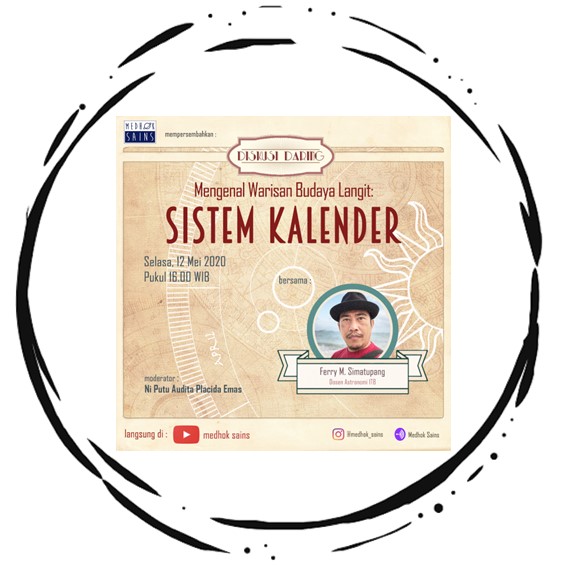 MEDHOK
SAINS
mempersembahkan :
DISKUSI DARING
Mengenal Warisan Budaya Langit:
SISTEM KALENDER
Selasa, 12 Mei 2020
Pukul 16.00 WIB
bersama :
APRIL
Ferry M. Simatupang
Dosen Astronomi ITB
moderator :
Ni Putu Audita Placida Emas
langsung di : medhok sains
@medhok_sains Medhok Sains